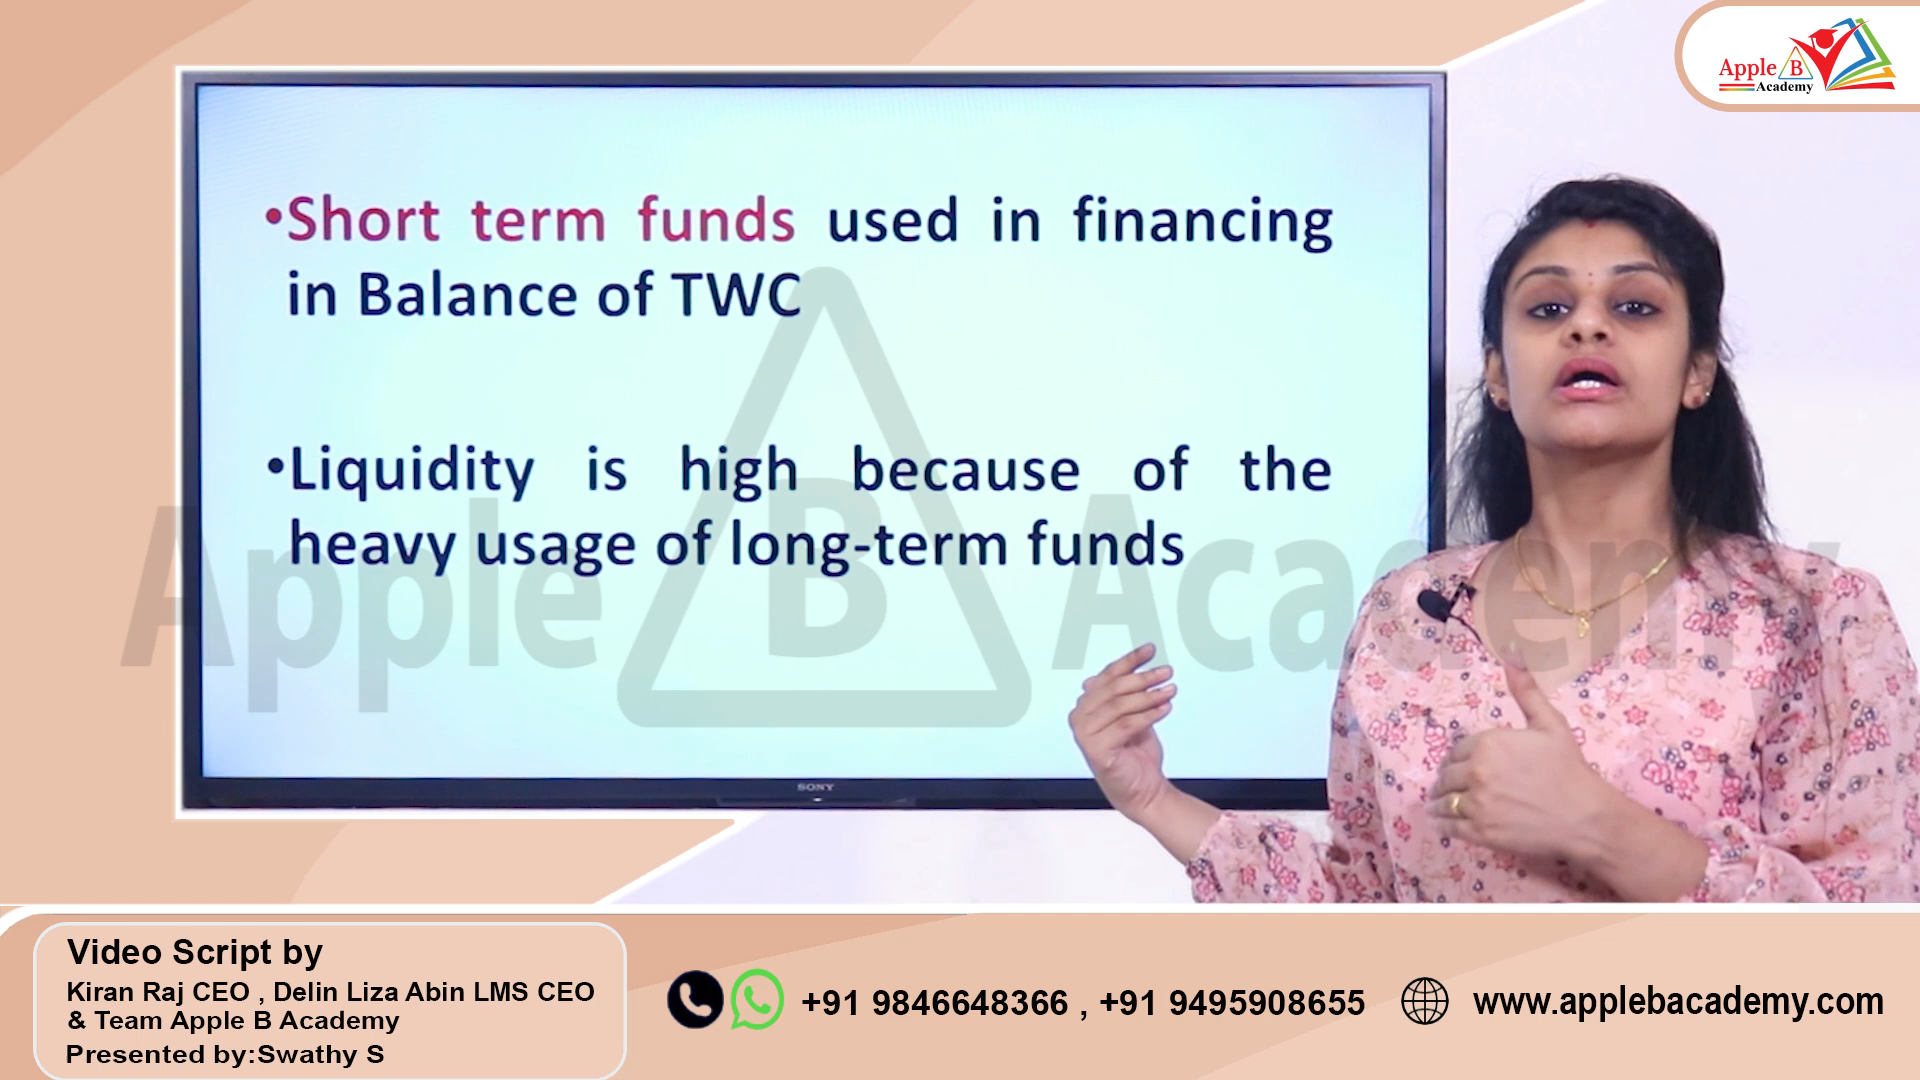 Apple B
Academy
•Short term funds used in financing
in Balance of TWC
•Liquidity is high because of the
heavy usage of long-term funds
Apple B Academy
SONY
Video Script by
Kiran Raj CEO , Delin Liza Abin LMS CEO
& Team Apple B Academy
Presented by:Swathy S
+91 9846648366 , +91 9495908655
www.applebacademy.com